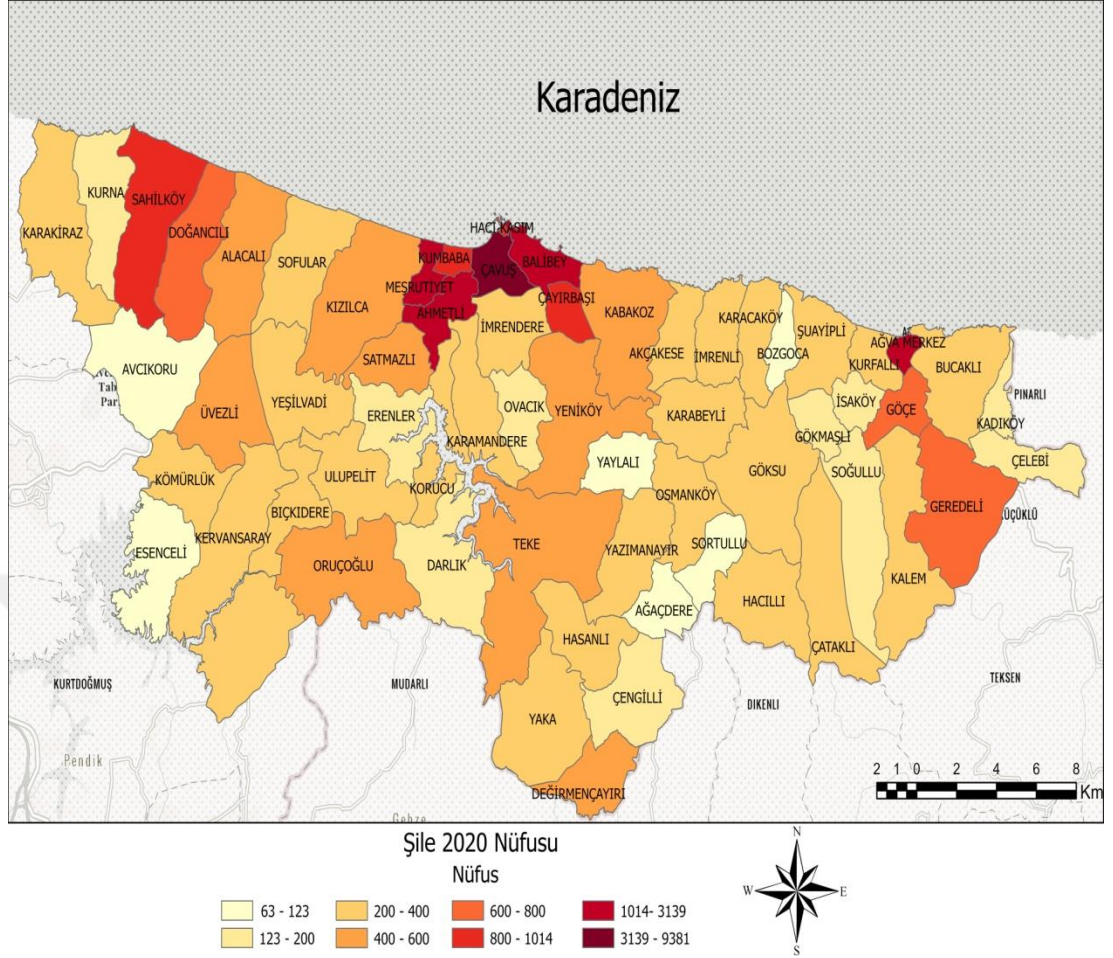 Karadeniz
KURNA
KARAKİRAZ
SAHİLKÖY
DOĞANCILI
ALACALI
SOFULAR
KIZILCA
HACI KASIM
KUMBABA
ÇAVUŞ
BALİBEY
MEŞRUTİYET
AHMETLİ
ÇAYIRBAŞI
İMRENDERE
KABAKOZ
SATMAZLI
AKÇAKESE
İMRENLİ
KARACAKÖY
BOZGOCA
ŞUAYİPLİ
AĞVA MERKEZ
KURFALLI
BUCAKLI
AVCIKORU
Tab
Par
ÜVEZLİ
YEŞİLVADİ
ERENLER
OVACIK
YENİKÖY
KARABEYLİ
İSAKÖY
GÖÇE
PINARLI
KADIKÖY
GÖKMAŞLI
KARAMANDERE
YAYLALI
GÖKSU
SOĞULLU
ÇELEBİ
KÖMÜRLÜK
ULUPELİT
KORUCU
OSMANKÖY
BIÇKIDERE
GEREDELİ
ÜÇÜKLÜ
KERVANSARAY
ESENCELİ
ORUÇOĞLU
DARLIK
TEKE
YAZIMANAYIR
SORTULLU
KALEM
AĞAÇDERE
HACILLI
HASANLI
ÇATAKLI
KURTDOĞMUŞ
MUDARLI
ÇENGİLLİ
DIKENLI
TEKSEN
YAKA
Pendik
DEĞİRMENÇAYIRI
Gebze
2 1 0 2 4 6 8
Km
Şile 2020 Nüfusu
Nüfus
63 - 123
200 - 400
600 - 800
1014- 3139
123 - 200
400 - 600
800 - 1014
3139 - 9381
N
W
E
S